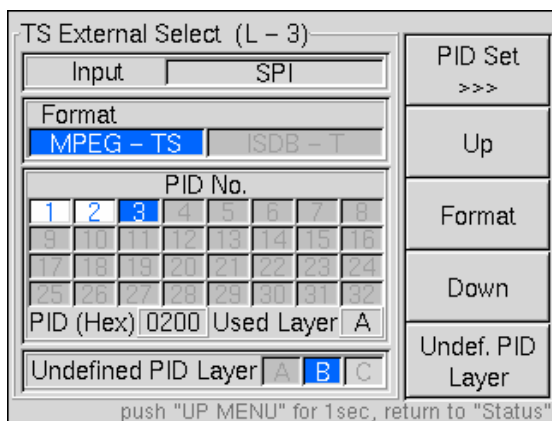 TS External Select (L – 3)
Input SPI
Format
MPEG – TS ISDB – T
PID No.
1 2 3 4 5 6 7 8
9 10 11 12 13 14 15 16
17 18 19 20 21 22 23 24
25 26 27 28 29 30 31 32
PID (Hex) 0200 Used Layer A
Undefined PID Layer A B C
PID Set
>>>
Up
Format
Down
Undef. PID
Layer
push "UP MENU" for 1sec, return to "Status"